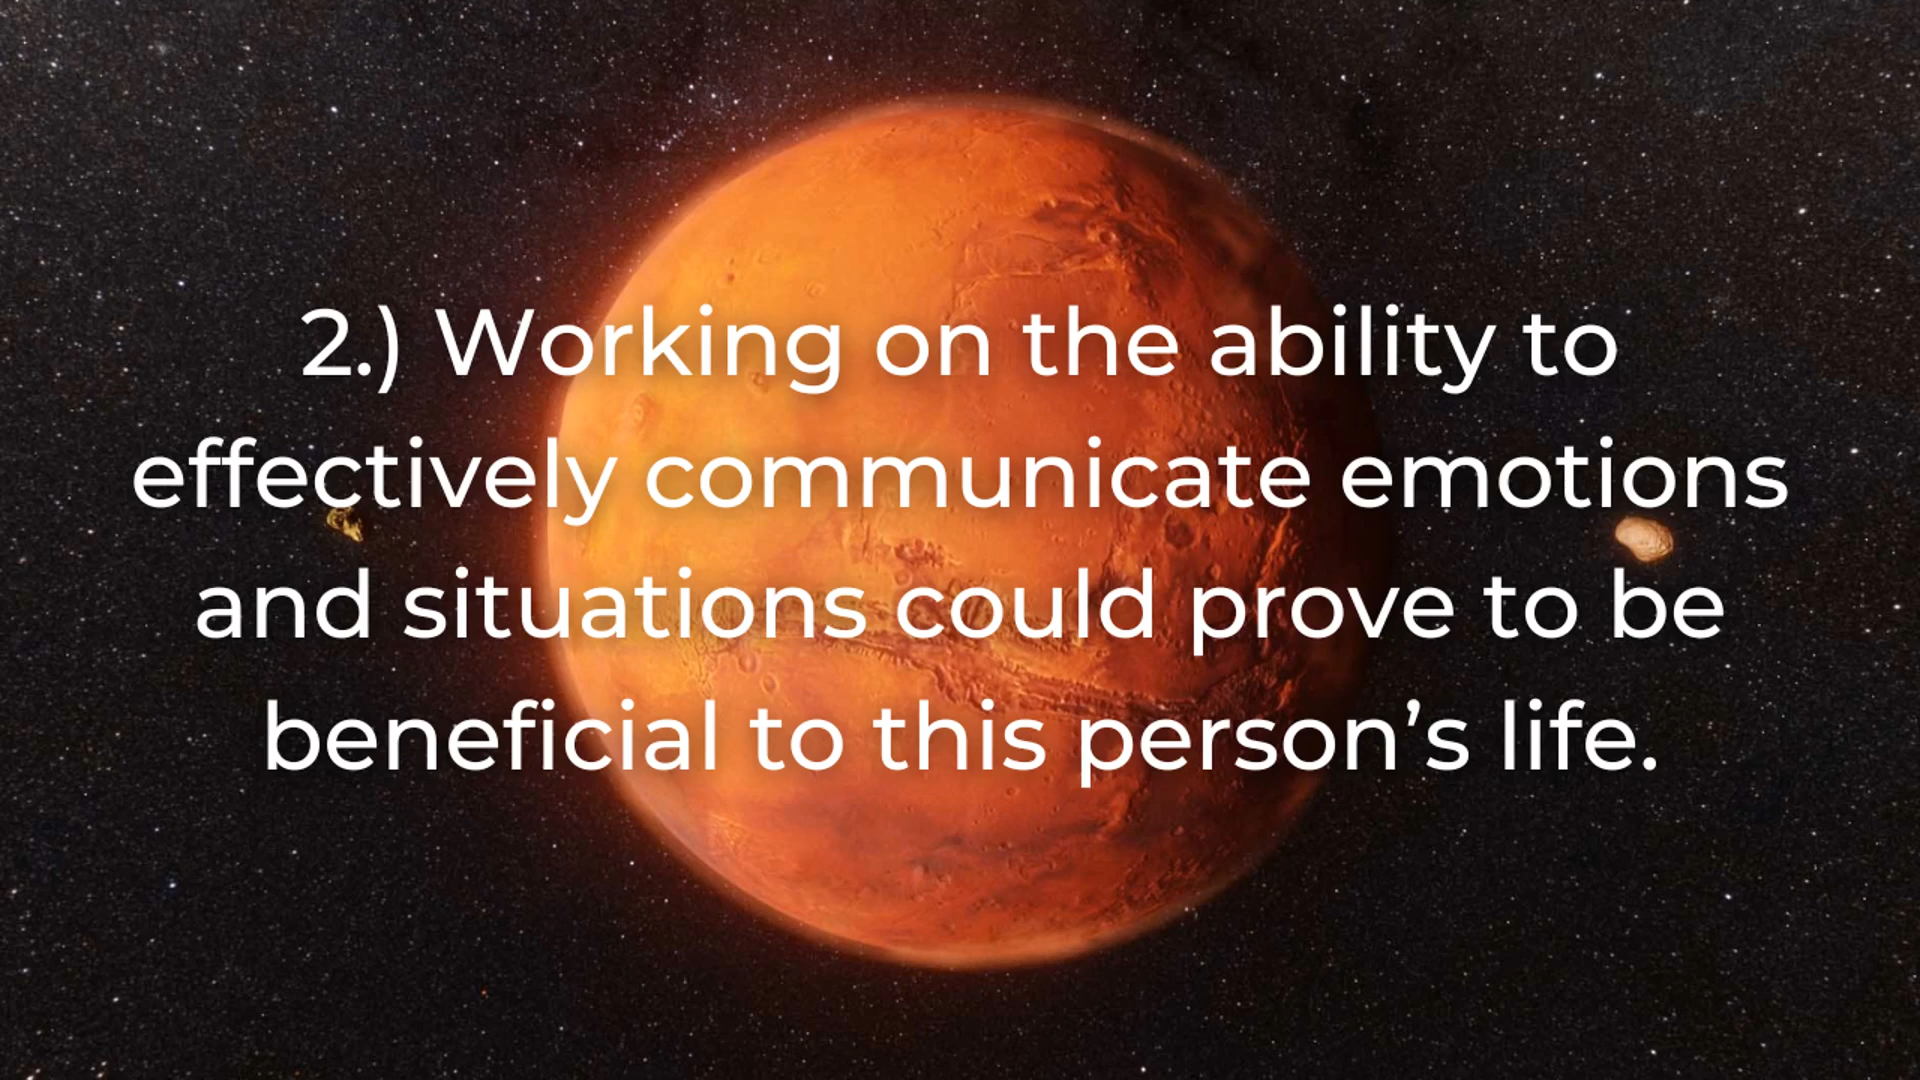 2.) Working on the ability to
effectively communicate emotions
and situations could prove to be
beneficial to this person’s life.